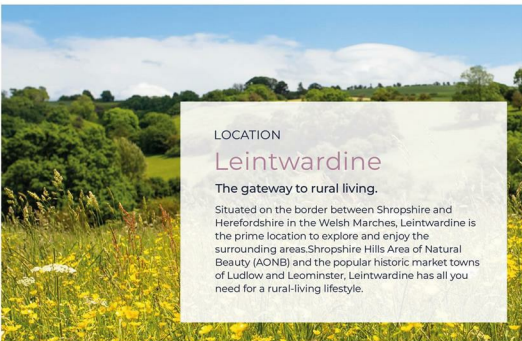 LOCATION
Leintwardine
The gateway to rural living.
Situated on the border between Shropshire and
Herefordshire in the Welsh Marches, Leintwardine is
the prime location to explore and enjoy the
surrounding areas.Shropshire Hills Area of Natural
Beauty (AONB) and the popular historic market towns
of Ludlow and Leominster, Leintwardine has all you
need for a rural-living lifestyle.